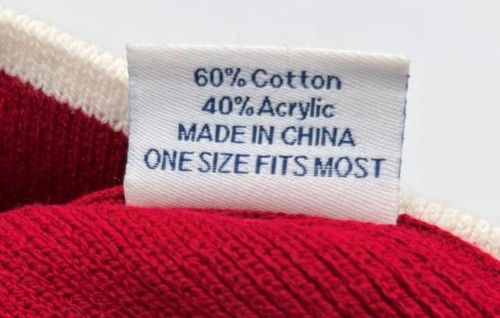 60% Cotton
40% Acrylic
MADE IN CHINA
ONE SIZE FITS MOST